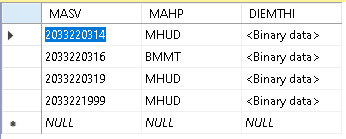 MASV MAHP DIEMTHI
2033220314 MHUD <Binary data>
2033220316 BMMT <Binary data>
2033220319 MHUD <Binary data>
2033221999 MHUD <Binary data>
NULL NULL NULL